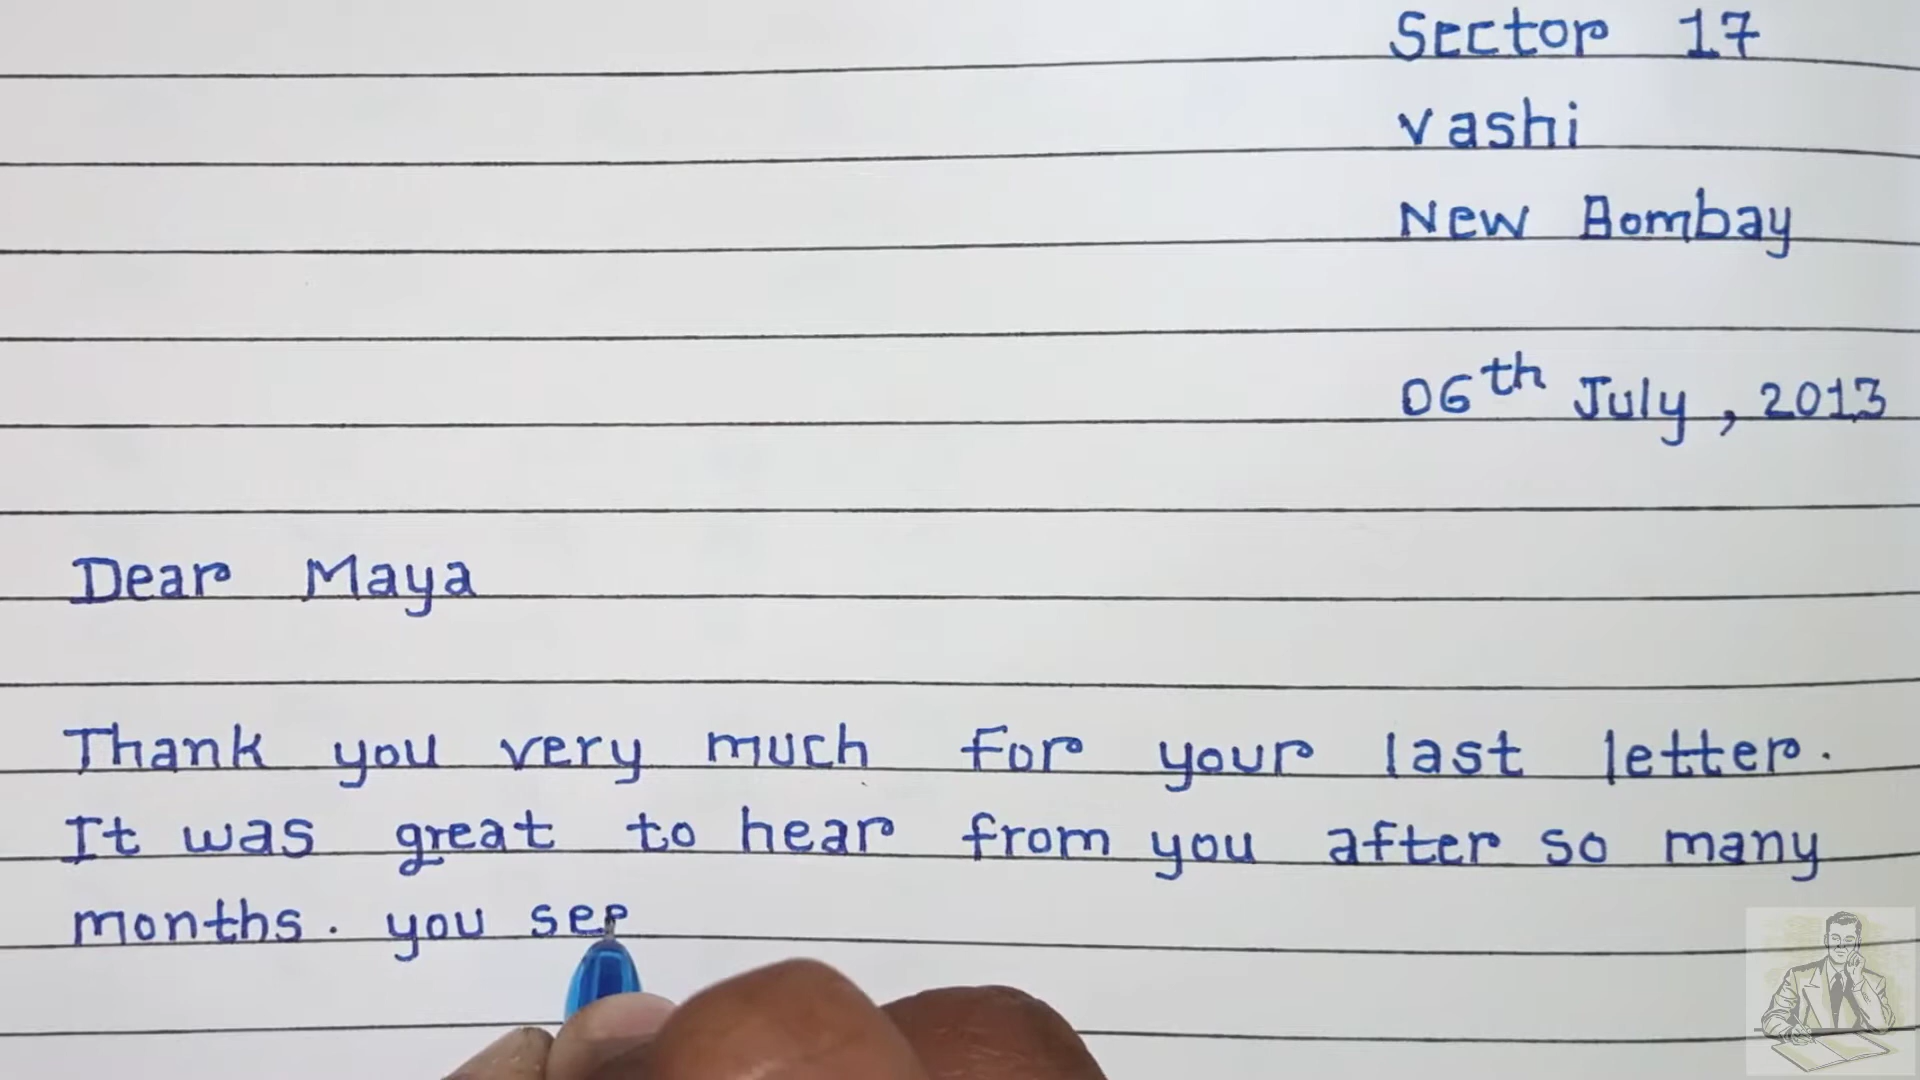 Sector 17
Vashi
New Bombay
06th July, 2013
Dear Maya
Thank you very much for your last letter.
It was great to hear from you after so many
months. you see